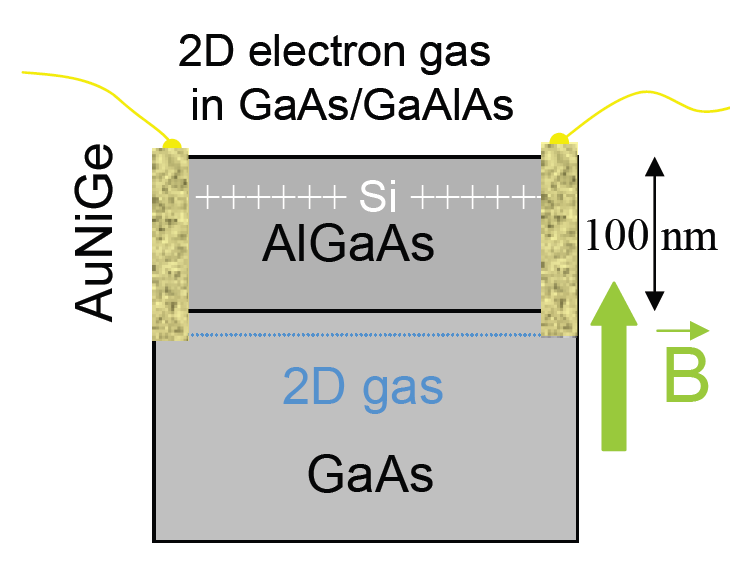 2D electron gas
in GaAs/GaAlAs
AuNiGe
++++++ Si +++++
AlGaAs
100 nm
B
2D gas
GaAs